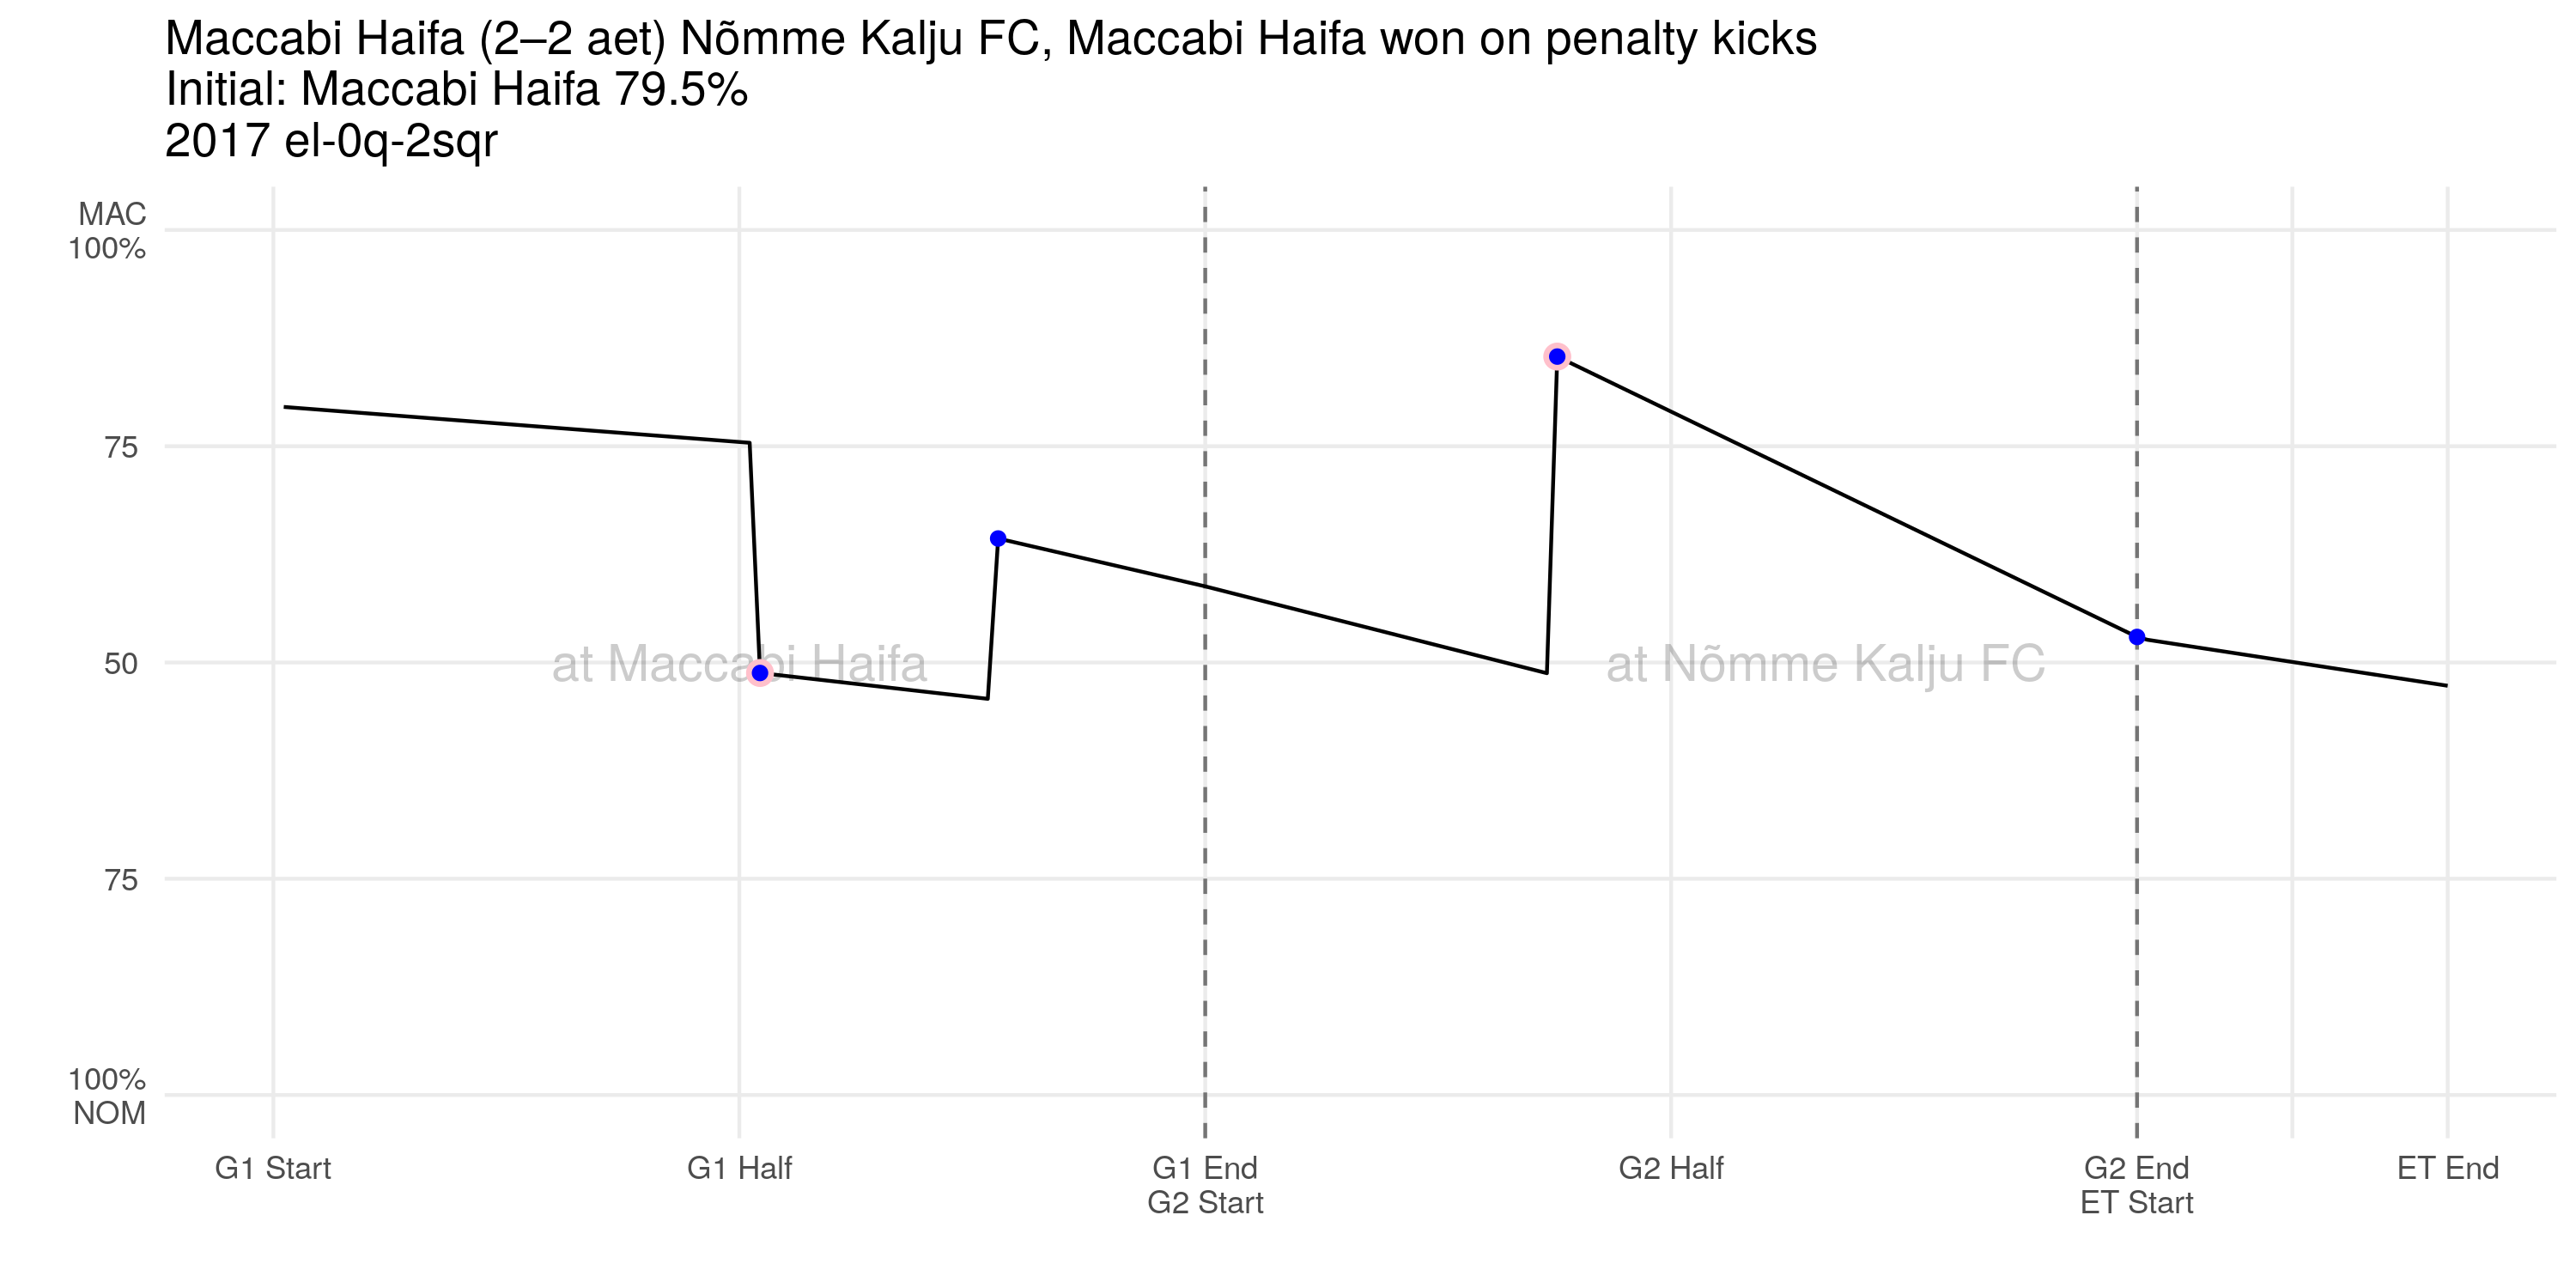 Maccabi Haifa (2–2 aet) Nõmme Kalju FC, Maccabi Haifa won on penalty kicks
Initial: Maccabi Haifa 79.5%
2017 el-0q-2sqr
MAC
100%
75
50
75
100%
NOM
at Maccabi Haifa
at Nõmme Kalju FC
G1 Start
G1 Half
G1 End
G2 Start
G2 Half
G2 End
ET Start
ET End